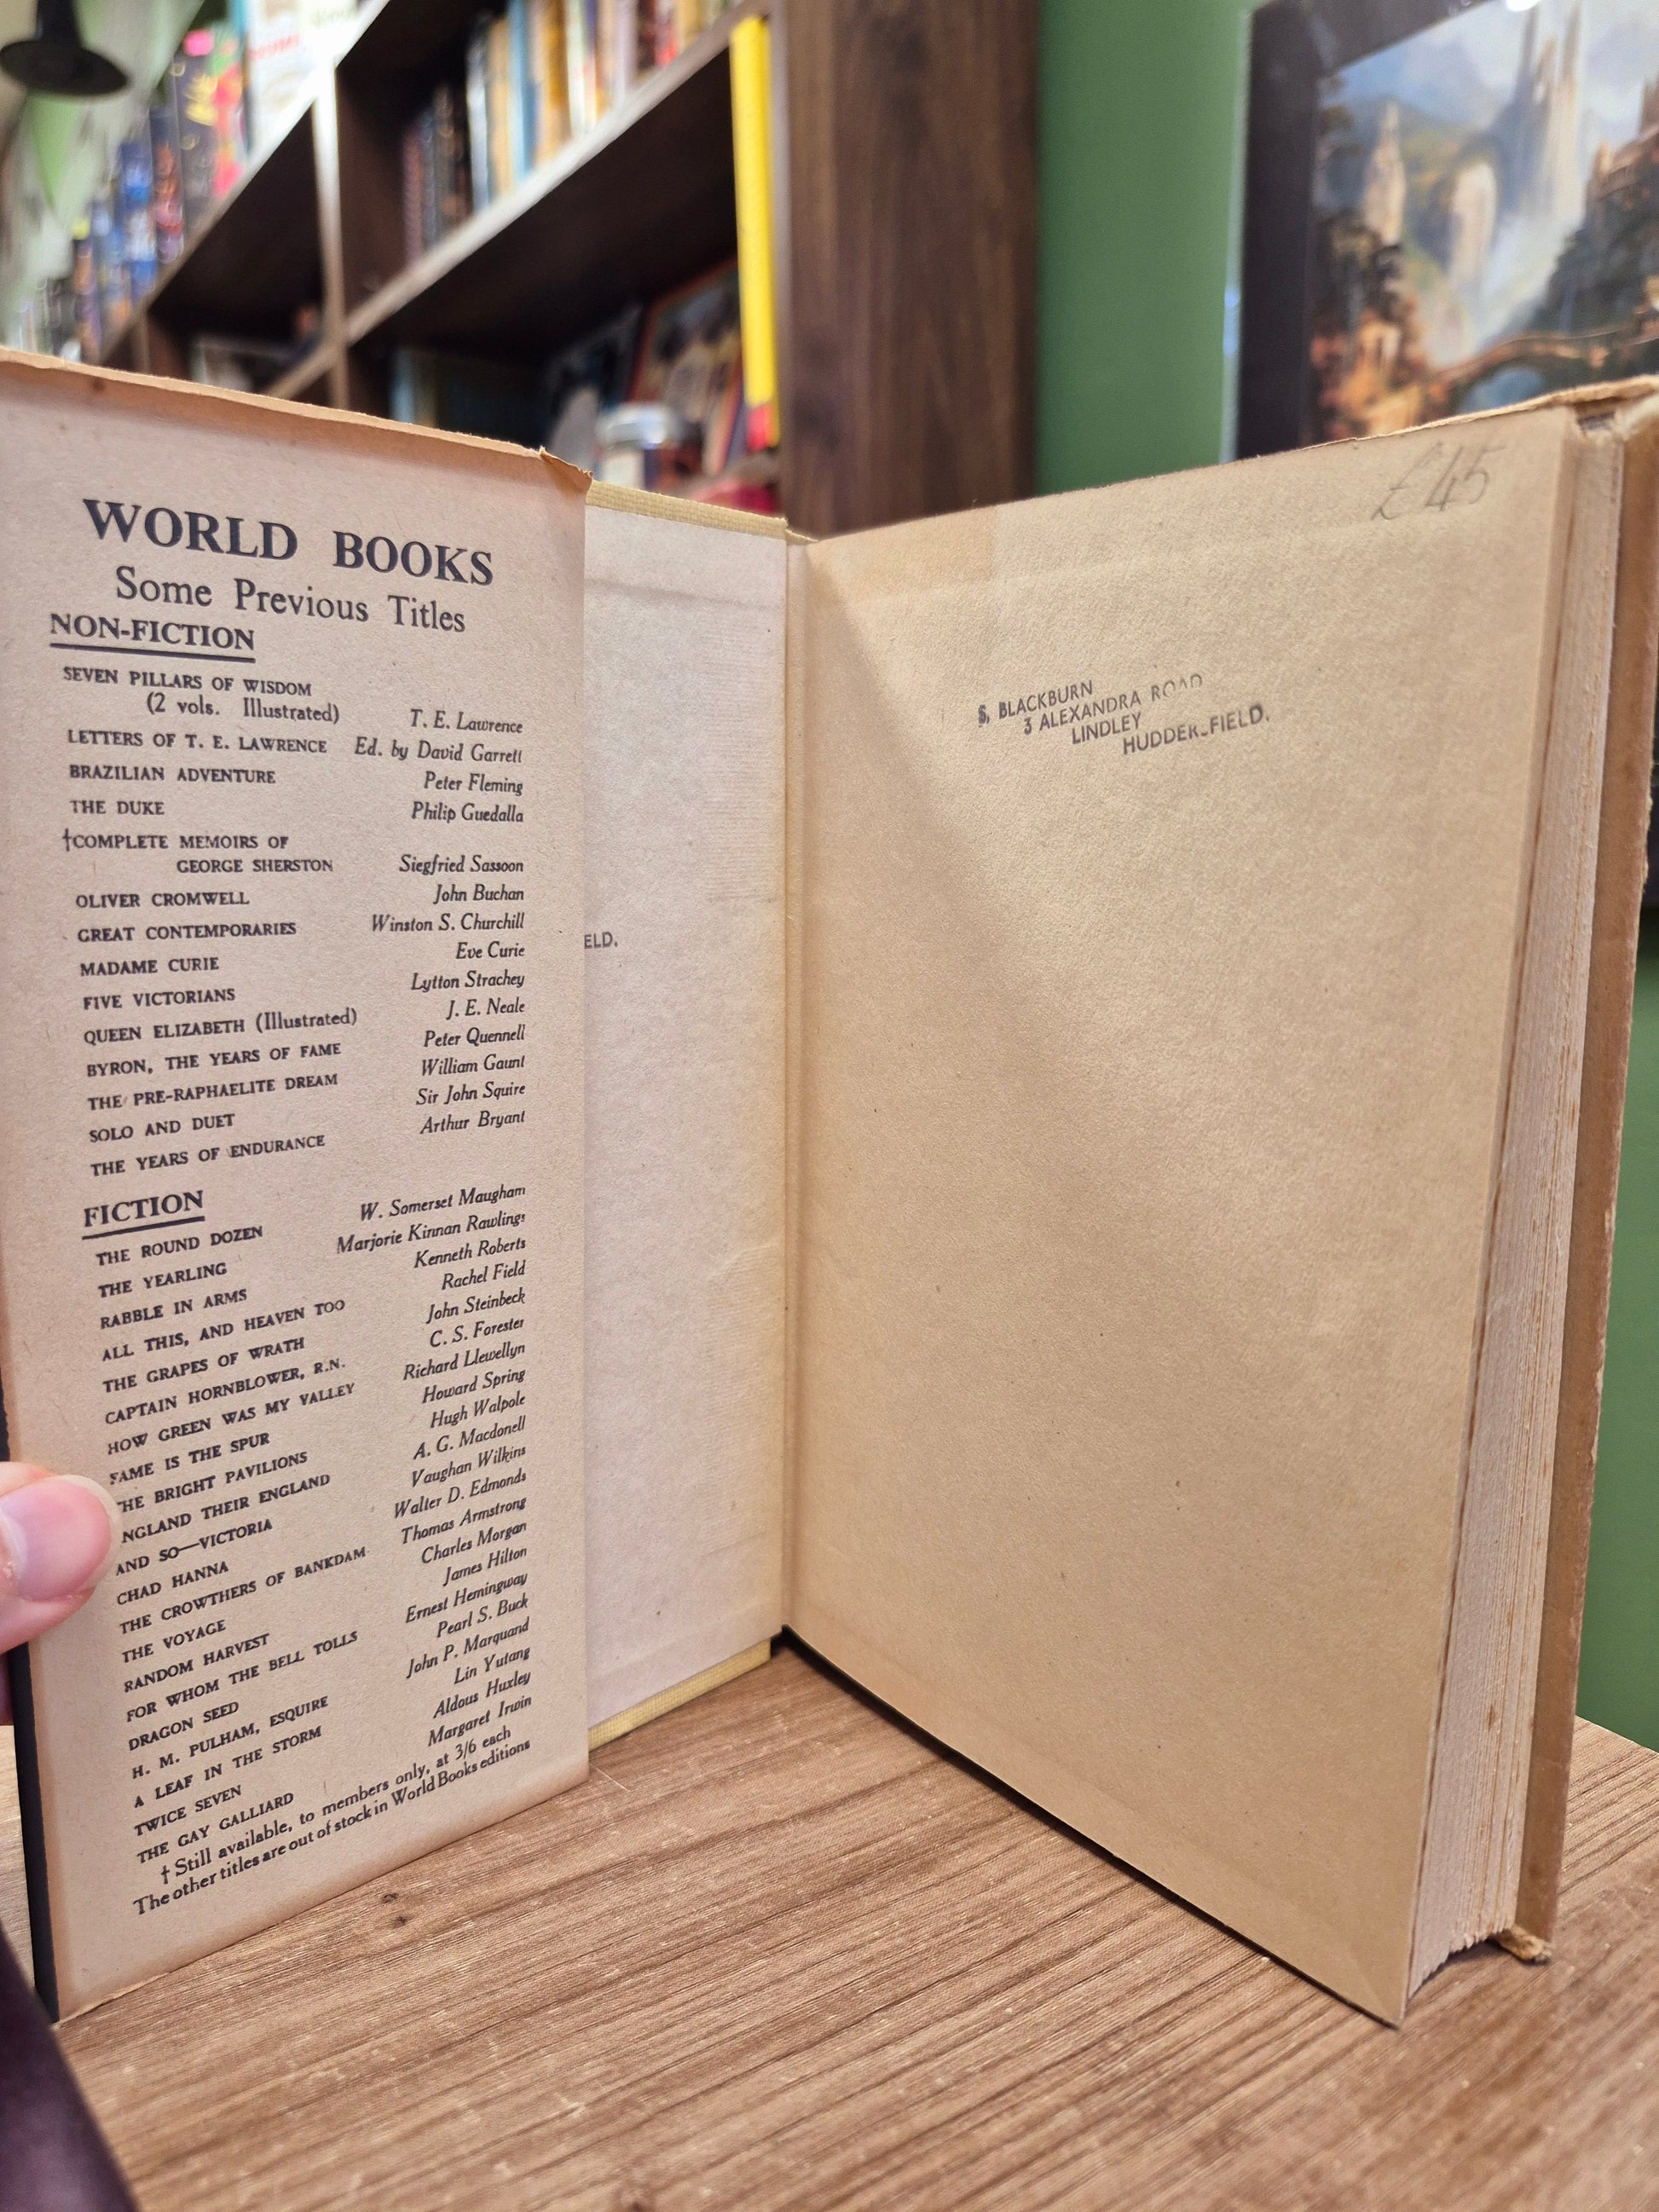 WORLD BOOKS
Some Previous Titles
NON-FICTION
SEVEN PILLARS OF WISDOM
(2 vols. Illustrated) T. E. Lawrence
LETTERS OF T. E. LAWRENCE Ed. by David Garrett
BRAZILIAN ADVENTURE Peter Fleming
THE DUKE Philip Guedalla
†COMPLETE MEMOIRS OF
GEORGE SHERSTON Siegfried Sassoon
OLIVER CROMWELL John Buchan
GREAT CONTEMPORARIES Winston S. Churchill
MADAME CURIE Eve Curie
FIVE VICTORIANS Lytton Strachey
QUEEN ELIZABETH (Illustrated) J. E. Neale
BYRON, THE YEARS OF FAME Peter Quennell
THE PRE-RAPHAELITE DREAM William Gaunt
SOLO AND DUET Sir John Squire
THE YEARS OF ENDURANCE Arthur Bryant
FICTION
THE ROUND DOZEN W. Somerset Maugham
THE YEARLING Marjorie Kinnan Rawlings
RABBLE IN ARMS Kenneth Roberts
ALL THIS, AND HEAVEN TOO Rachel Field
THE GRAPES OF WRATH John Steinbeck
CAPTAIN HORNBLOWER, R.N. C. S. Forester
HOW GREEN WAS MY VALLEY Richard Llewellyn
FAME IS THE SPUR Howard Spring
THE BRIGHT PAVILIONS Hugh Walpole
NGLAND THEIR ENGLAND A. G. Macdonell
AND SO—VICTORIA Vaughan Wilkins
CHAD HANNA Walter D. Edmonds
THE CROWTHERS OF BANKDAM Thomas Armstrong
THE VOYAGE Charles Morgan
RANDOM HARVEST James Hilton
FOR WHOM THE BELL TOLLS Ernest Hemingway
DRAGON SEED Pearl S. Buck
H. M. PULHAM, ESQUIRE John P. Marquand
A LEAF IN THE STORM Lin Yutang
TWICE SEVEN Aldous Huxley
THE GAY GALLIARD Margaret Irwin
† Still available, to members only, at 3/6 each
The other titles are out of stock in World Books editions
ELD.
£45
S, BLACKBURN
3 ALEXANDRA ROAD
LINDLEY
HUDDERSFIELD.